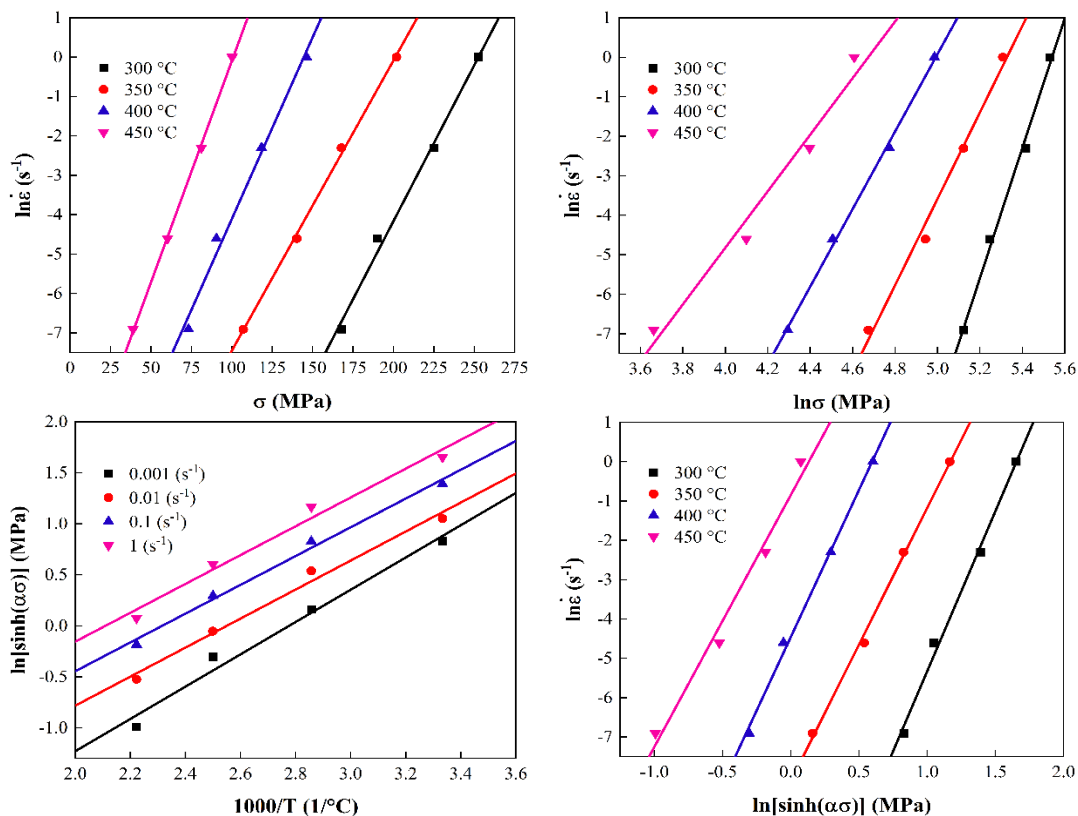 1
0
-1
-2
-3
-4
-5
-6
-7
lnε̇ (s⁻¹)
300 °C
350 °C
400 °C
450 °C
0 25 50 75 100 125 150 175 200 225 250 275
σ (MPa)
1
0
-1
-2
-3
-4
-5
-6
-7
lnε̇ (s⁻¹)
300 °C
350 °C
400 °C
450 °C
3.6 3.8 4.0 4.2 4.4 4.6 4.8 5.0 5.2 5.4 5.6
lnσ (MPa)
2.0
1.5
1.0
0.5
0.0
-0.5
-1.0
ln[sinh(ασ)] (MPa)
0.001 (s⁻¹)
0.01 (s⁻¹)
0.1 (s⁻¹)
1 (s⁻¹)
2.0 2.2 2.4 2.6 2.8 3.0 3.2 3.4 3.6
1000/T (1/°C)
1
0
-1
-2
-3
-4
-5
-6
-7
lnε̇ (s⁻¹)
300 °C
350 °C
400 °C
450 °C
-1.0 -0.5 0.0 0.5 1.0 1.5 2.0
ln[sinh(ασ)] (MPa)